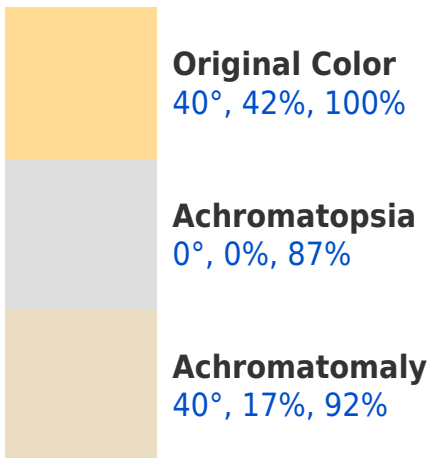 Original Color
40°, 42%, 100%
Achromatopsia
0°, 0%, 87%
Achromatomaly
40°, 17%, 92%